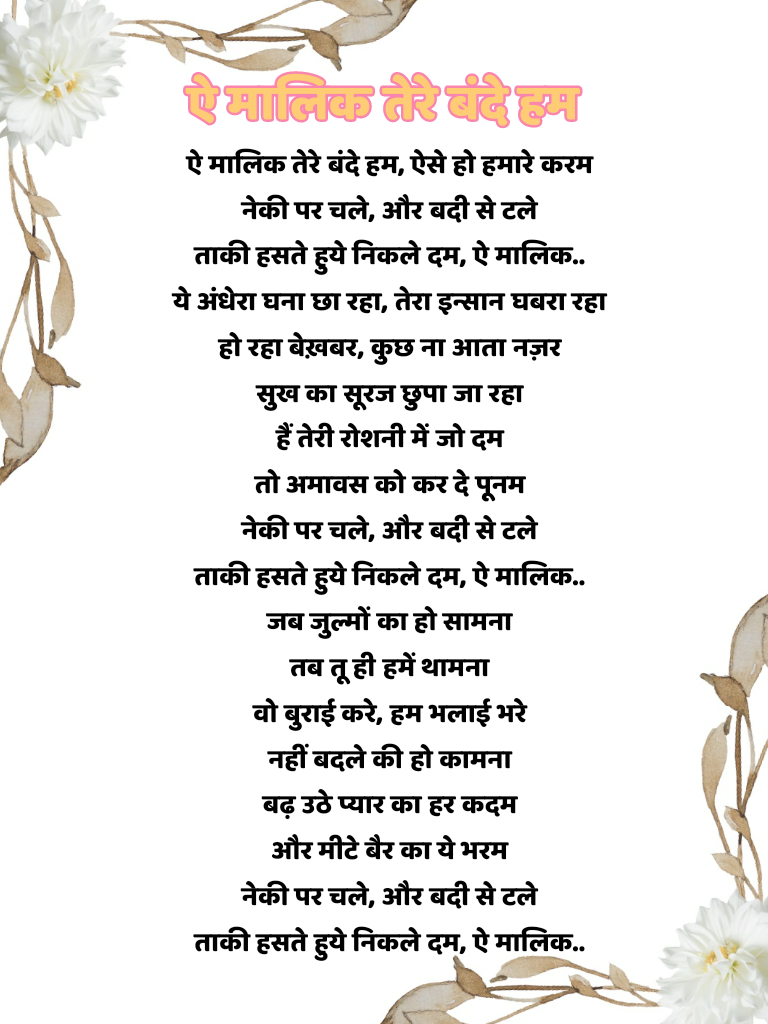 ऐ मालिक तेरे बंदे हम
ऐ मालिक तेरे बंदे हम, ऐसे हो हमारे करम
नेकी पर चले, और बदी से टले
ताकी हसते हुये निकले दम, ऐ मालिक..
ये अंधेरा घना छा रहा, तेरा इन्सान घबरा रहा
हो रहा बेख़बर, कुछ ना आता नज़र
सुख का सूरज छुपा जा रहा
हैं तेरी रोशनी में जो दम
तो अमावस को कर दे पूनम
नेकी पर चले, और बदी से टले
ताकी हसते हुये निकले दम, ऐ मालिक..
जब जुल्मों का हो सामना
तब तू ही हमें थामना
वो बुराई करे, हम भलाई भरे
नहीं बदले की हो कामना
बढ़ उठे प्यार का हर कदम
और मीटे बैर का ये भरम
नेकी पर चले, और बदी से टले
ताकी हसते हुये निकले दम, ऐ मालिक..